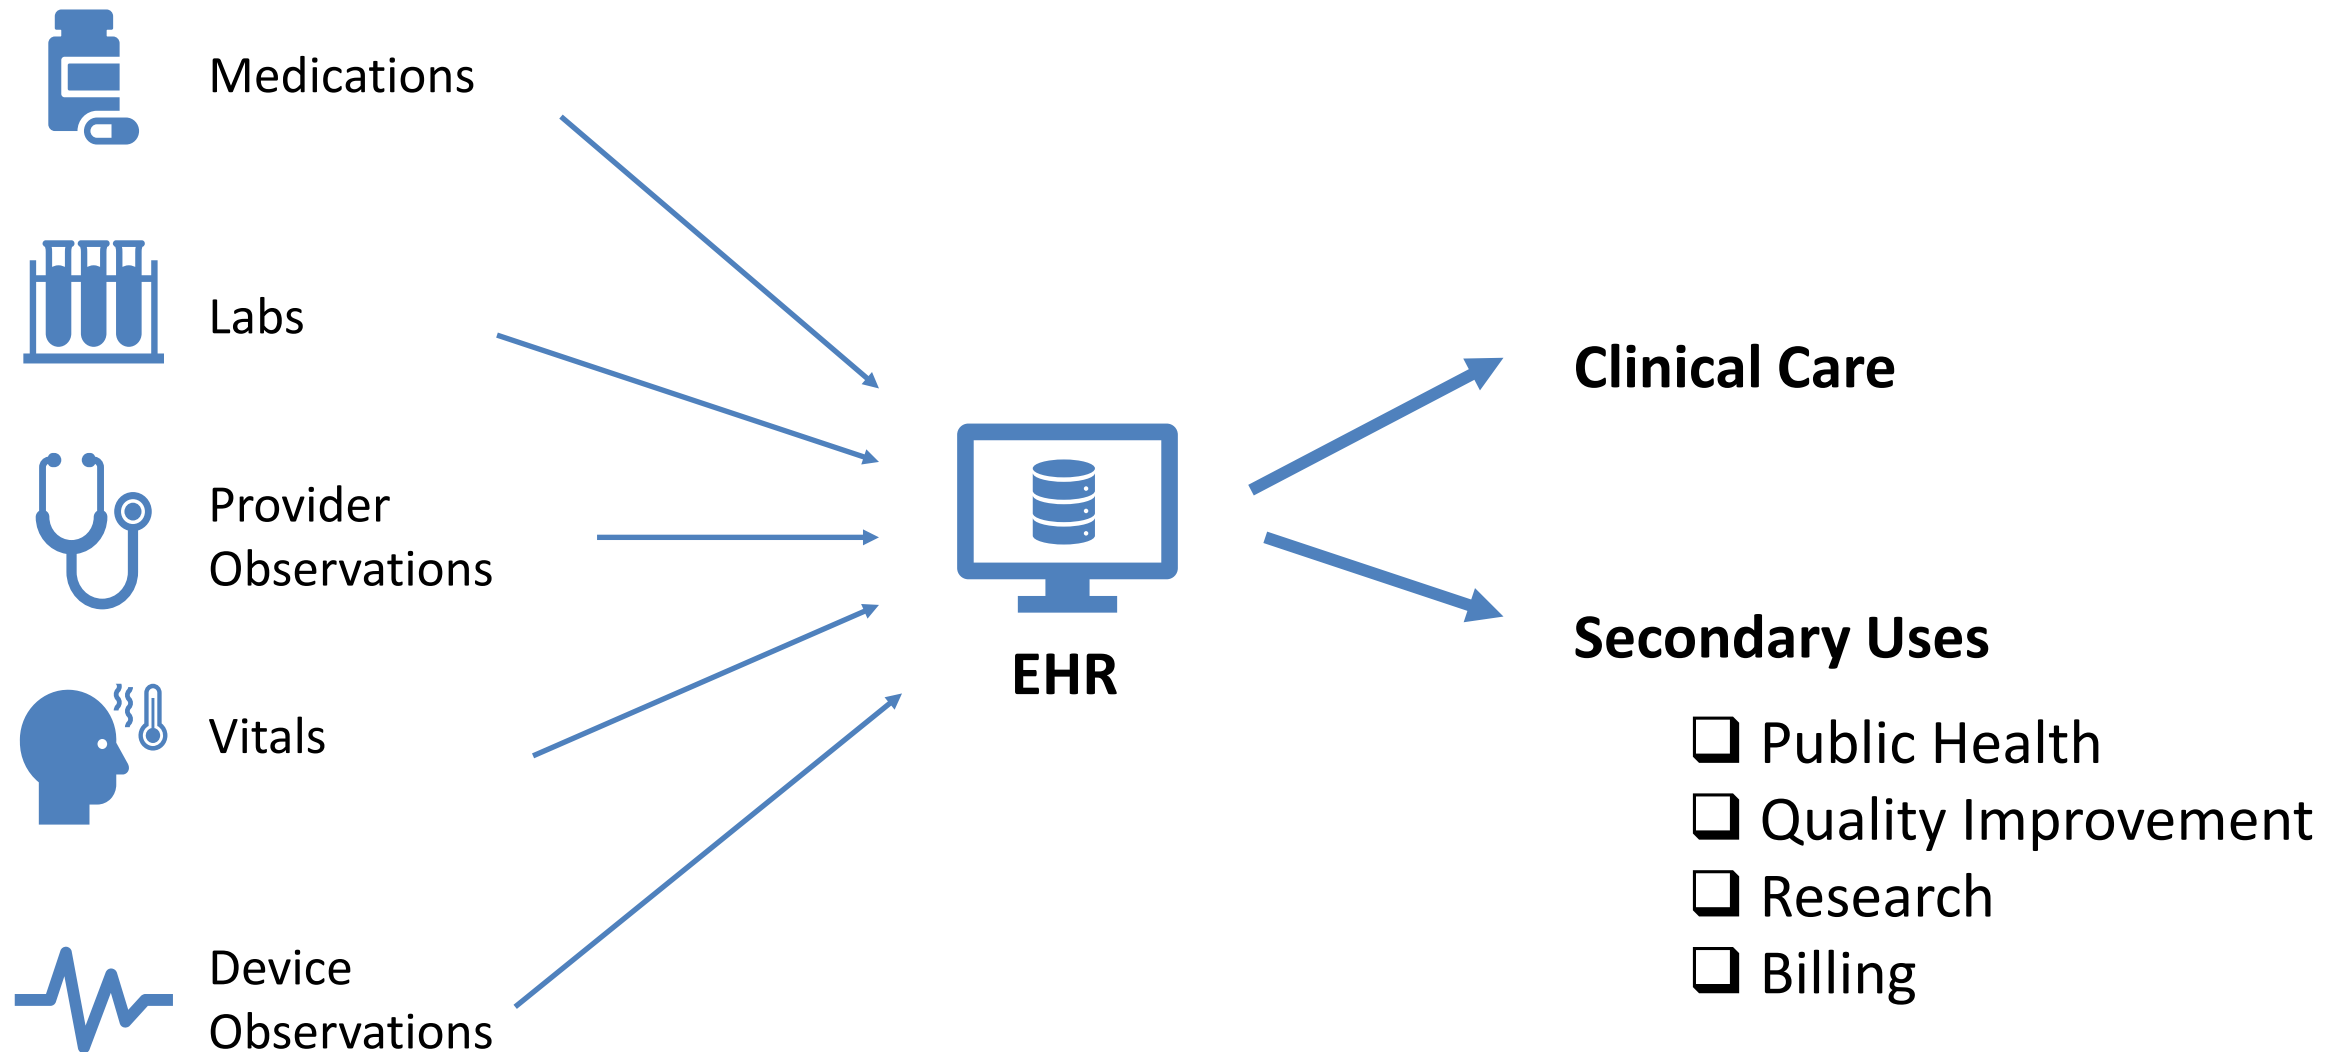 Medications
Labs
Provider
Observations
Vitals
Device
Observations
EHR
Clinical Care
Secondary Uses
Public Health
Quality Improvement
Research
Billing